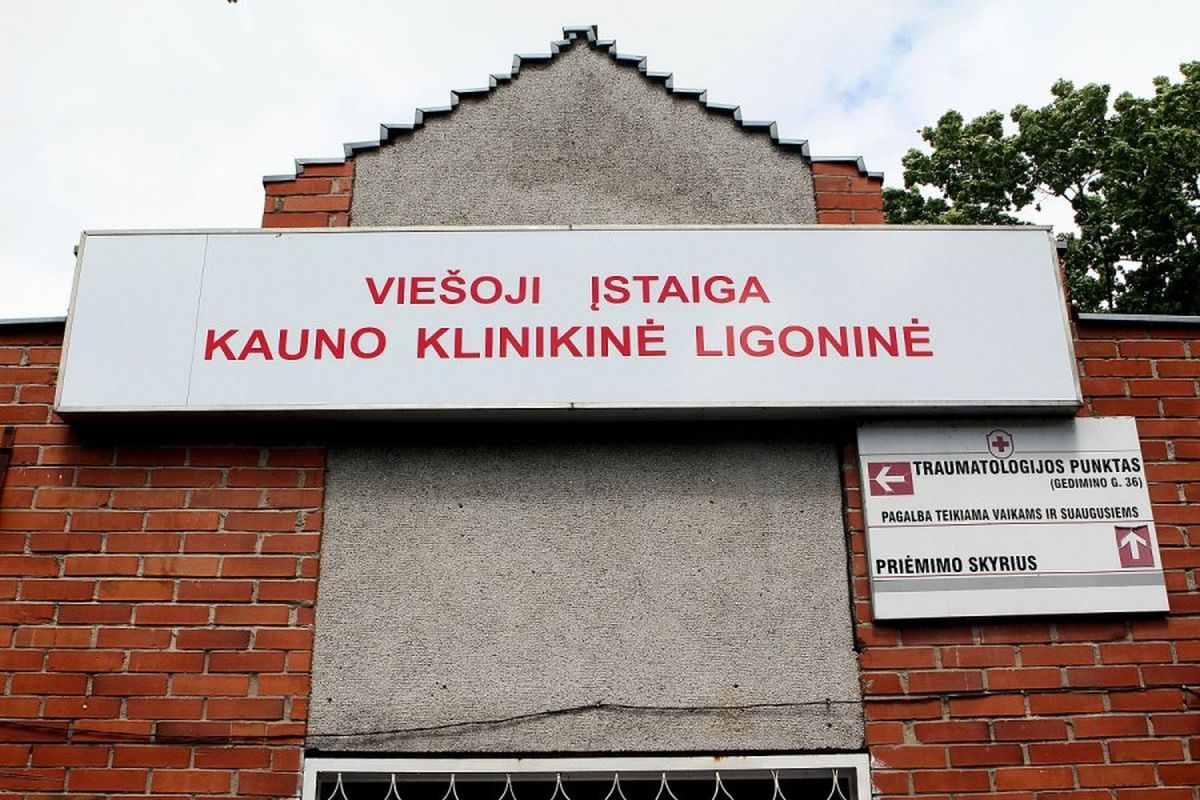 VIEŠOJI ĮSTAIGA
KAUNO KLINIKINĖ LIGONINĖ
TRAUMATOLOGIJOS PUNKTAS
(GEDIMINO G. 36)
PAGALBA TEIKIAMA VAIKAMS IR SUAUGUSIEMS
PRIĖMIMO SKYRIUS